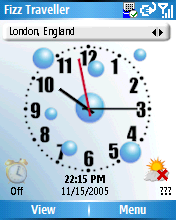 Fizz Traveller
London, England
12
1
2
3
4
5
6
7
8
9
10
11
22:15 PM
Off
11/15/2005
???
View
Menu